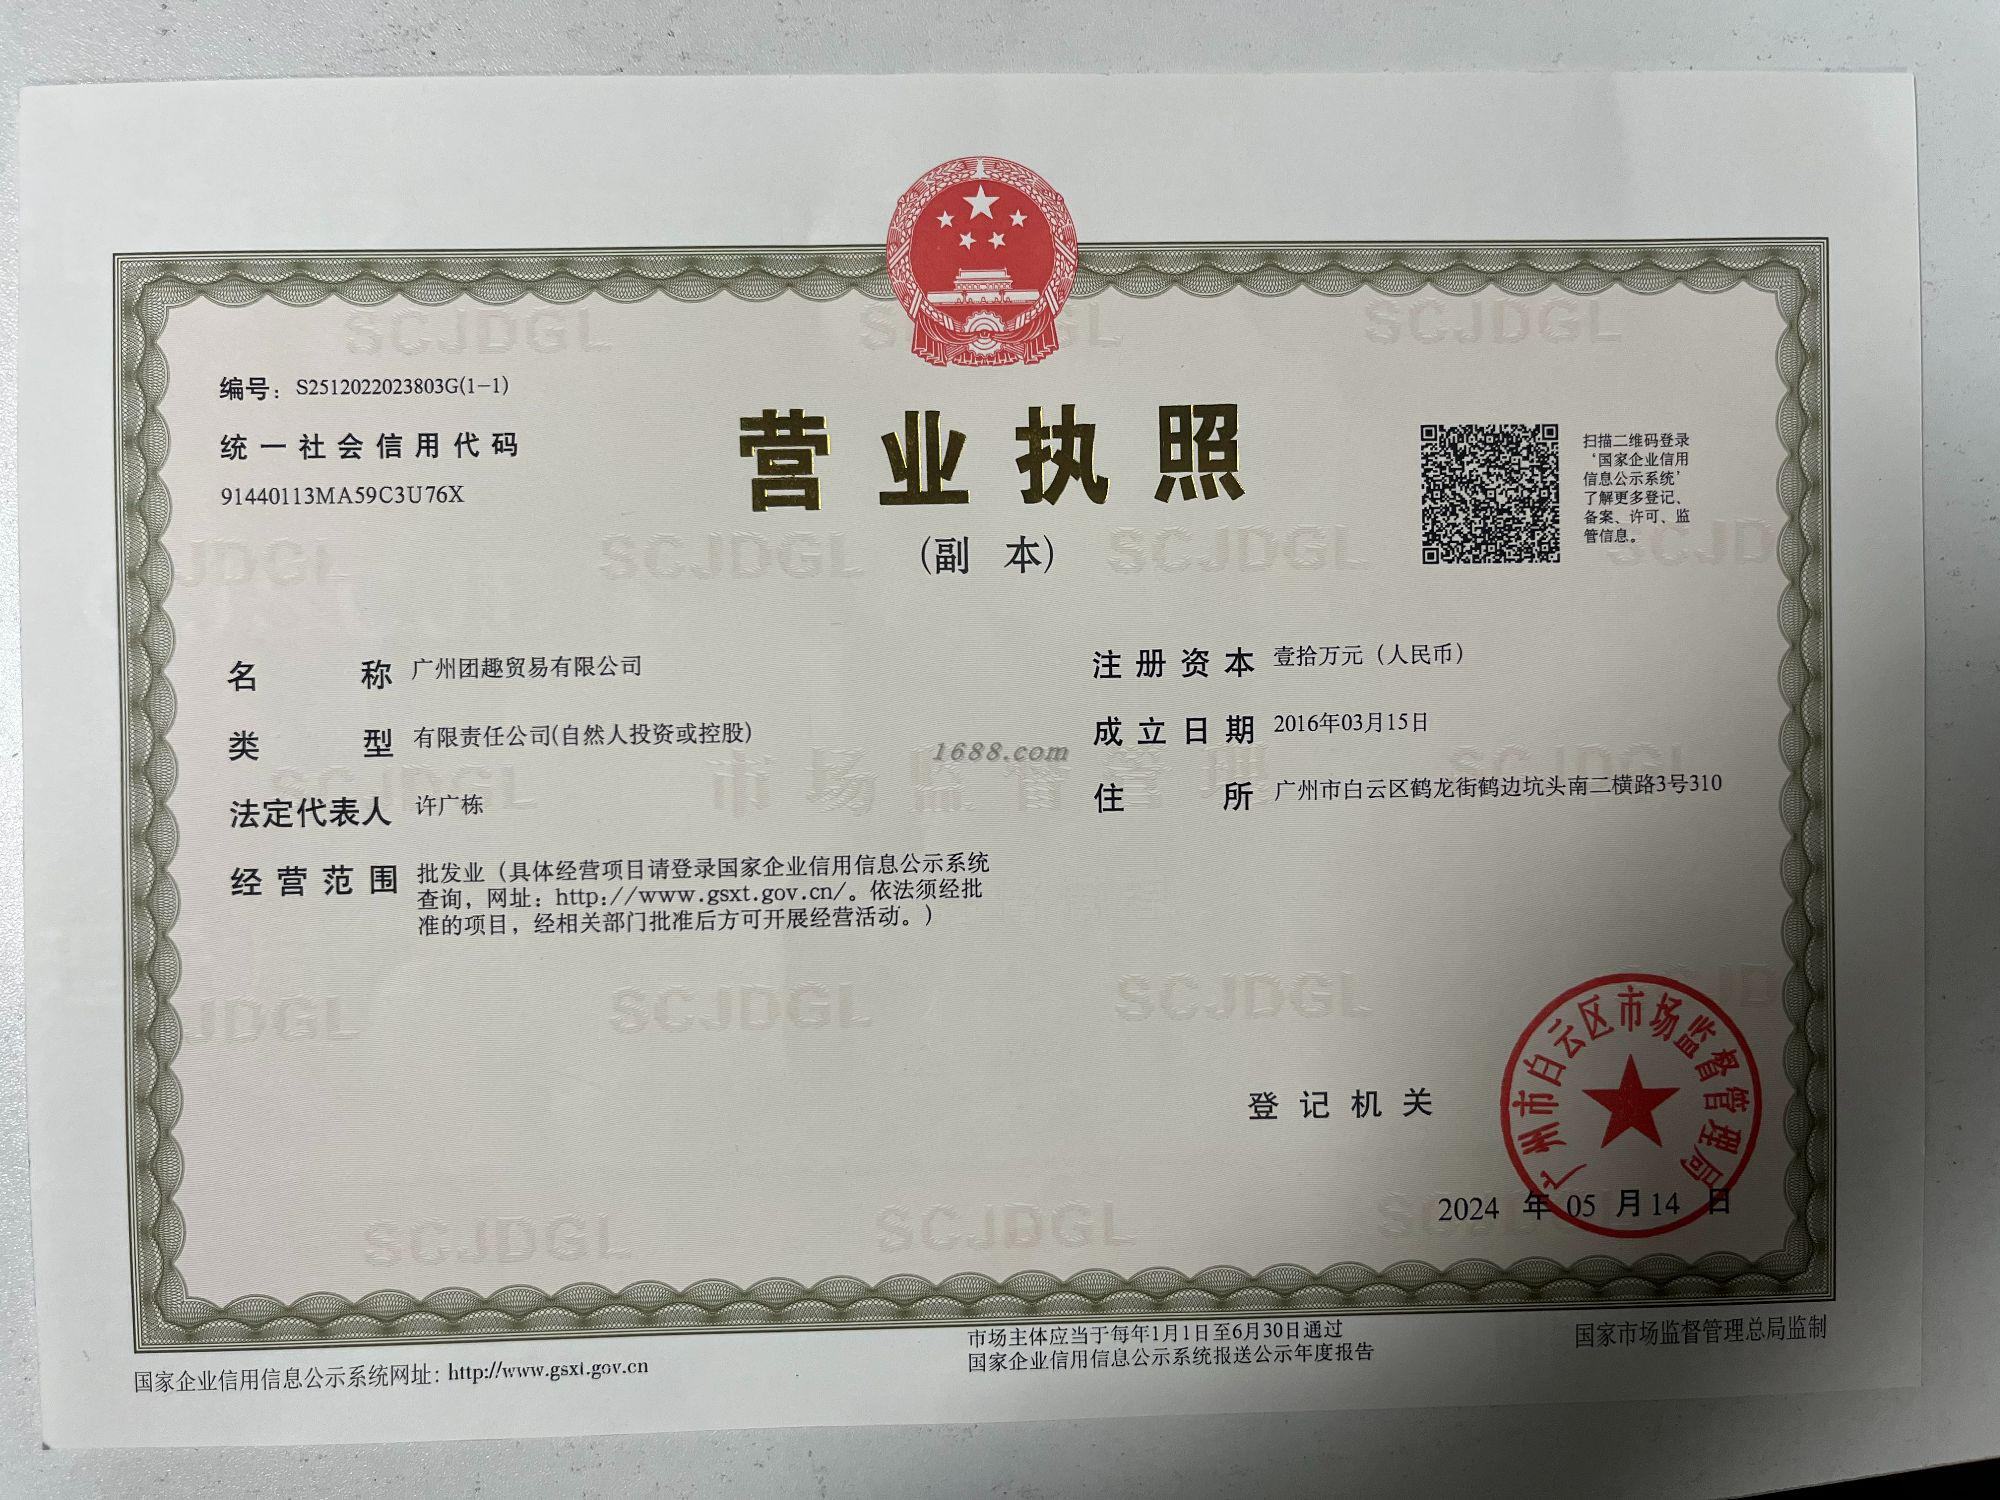 编号：S2512022023803G(1-1)
统一社会信用代码
91440113MA59C3U76X
营业执照
(副 本)
扫描二维码登录
‘国家企业信用
信息公示系统’
了解更多登记、
备案、许可、监
管信息。
名称 广州团趣贸易有限公司
类型 有限责任公司(自然人投资或控股)
法定代表人 许广栋
经营范围 批发业（具体经营项目请登录国家企业信用信息公示系统
查询，网址：http://www.gsxt.gov.cn/。依法须经批
准的项目，经相关部门批准后方可开展经营活动。）
注册资本 壹拾万元（人民币）
成立日期 2016年03月15日
住所 广州市白云区鹤龙街鹤边坑头南二横路3号310
1688.com
市场监督管理
SCJDGL
登记机关
广州市白云区市场监督管理局
2024 年 05 月 14 日
国家企业信用信息公示系统网址：http://www.gsxt.gov.cn
市场主体应当于每年1月1日至6月30日通过
国家企业信用信息公示系统报送公示年度报告
国家市场监督管理总局监制